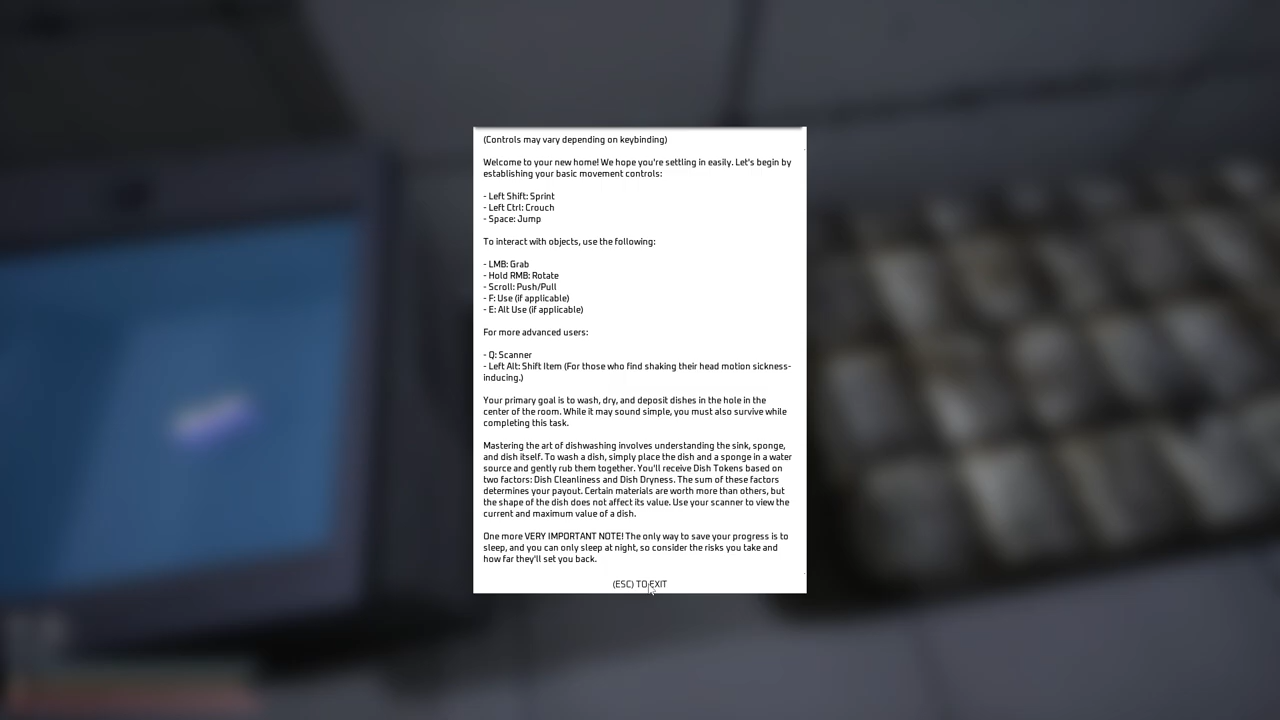 (Controls may vary depending on keybinding)
Welcome to your new home! We hope you're settling in easily. Let's begin by
establishing your basic movement controls:
- Left Shift: Sprint
- Left Ctrl: Crouch
- Space: Jump
To interact with objects, use the following:
- LMB: Grab
- Hold RMB: Rotate
- Scroll: Push/Pull
- F: Use (if applicable)
- E: Alt Use (if applicable)
For more advanced users:
- Q: Scanner
- Left Alt: Shift Item (For those who find shaking their head motion sickness-
inducing.)
Your primary goal is to wash, dry, and deposit dishes in the hole in the
center of the room. While it may sound simple, you must also survive while
completing this task.
Mastering the art of dishwashing involves understanding the sink, sponge,
and dish itself. To wash a dish, simply place the dish and a sponge in a water
source and gently rub them together. You'll receive Dish Tokens based on
two factors: Dish Cleanliness and Dish Dryness. The sum of these factors
determines your payout. Certain materials are worth more than others, but
the shape of the dish does not affect its value. Use your scanner to view the
current and maximum value of a dish.
One more VERY IMPORTANT NOTE! The only way to save your progress is to
sleep, and you can only sleep at night, so consider the risks you take and
how far they'll set you back.
(ESC) TO EXIT